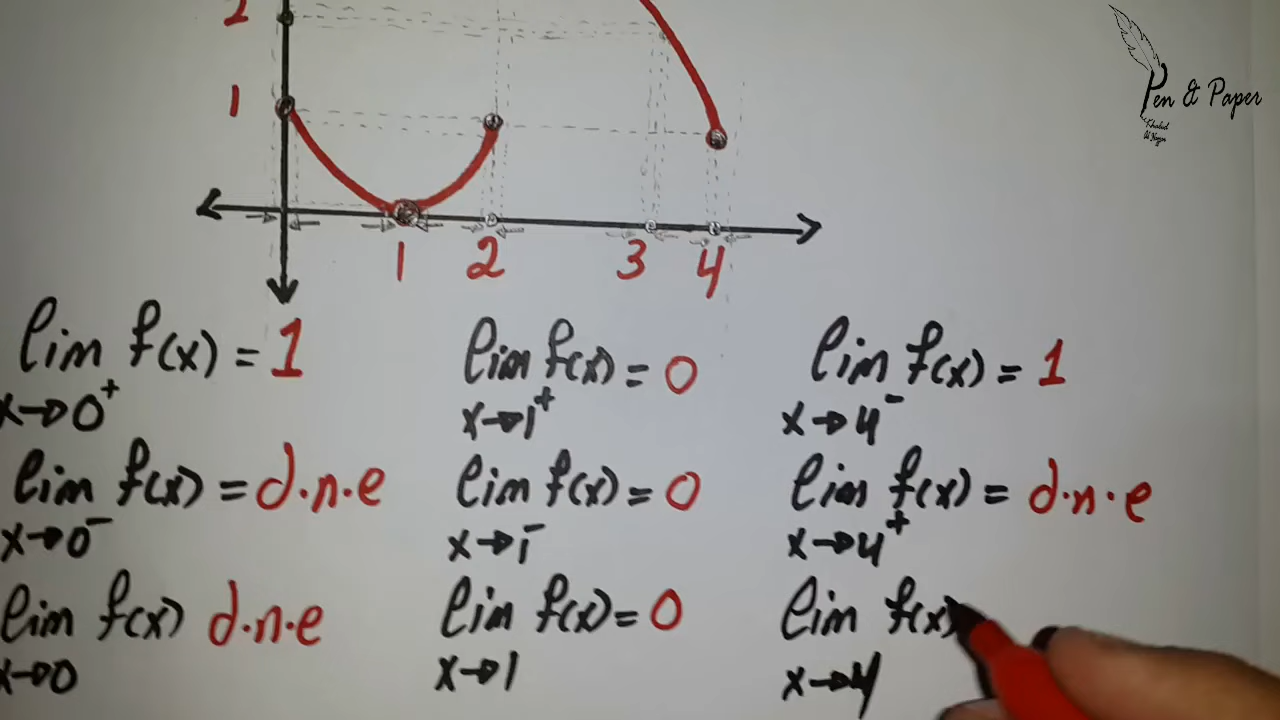 2
1
1 2 3 4
lim f(x) = 1
x→0⁺
lim f(x) = d.n.e
x→0⁻
lim f(x) d.n.e
x→0
lim f(x) = 0
x→1⁺
lim f(x) = 0
x→1⁻
lim f(x) = 0
x→1
lim f(x) = 1
x→4⁻
lim f(x) = d.n.e
x→4⁺
lim f(x)
x→4
Pen & Paper
Khaled